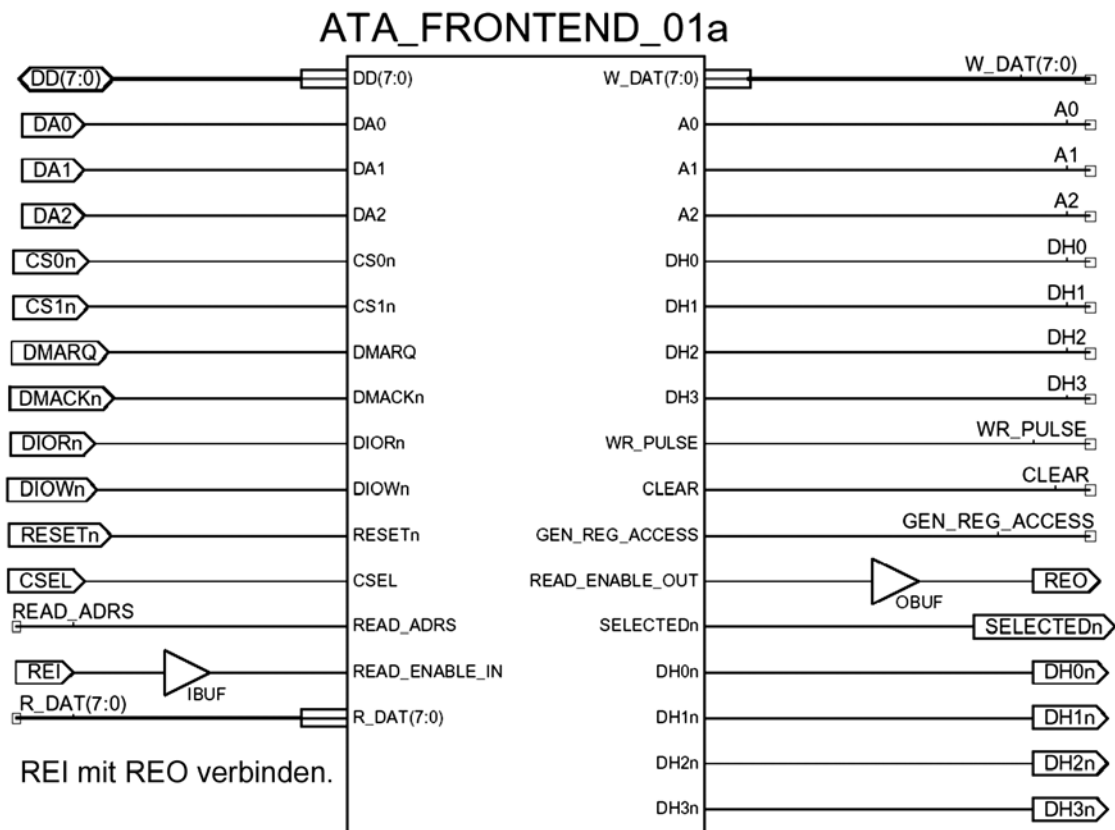 ATA_FRONTEND_01a
DD(7:0) DD(7:0) W_DAT(7:0) W_DAT(7:0)
DA0 DA0 A0 A0
DA1 DA1 A1 A1
DA2 DA2 A2 A2
CS0n CS0n DH0 DH0
CS1n CS1n DH1 DH1
DMARQ DMARQ DH2 DH2
DMACKn DMACKn DH3 DH3
DIORn DIORn WR_PULSE WR_PULSE
DIOWn DIOWn CLEAR CLEAR
RESETn RESETn GEN_REG_ACCESS GEN_REG_ACCESS
CSEL CSEL READ_ENABLE_OUT OBUF REO
READ_ADRS READ_ADRS SELECTEDn SELECTEDn
REI IBUF READ_ENABLE_IN DH0n DH0n
R_DAT(7:0) R_DAT(7:0) DH1n DH1n
REI mit REO verbinden. DH2n DH2n
DH3n DH3n